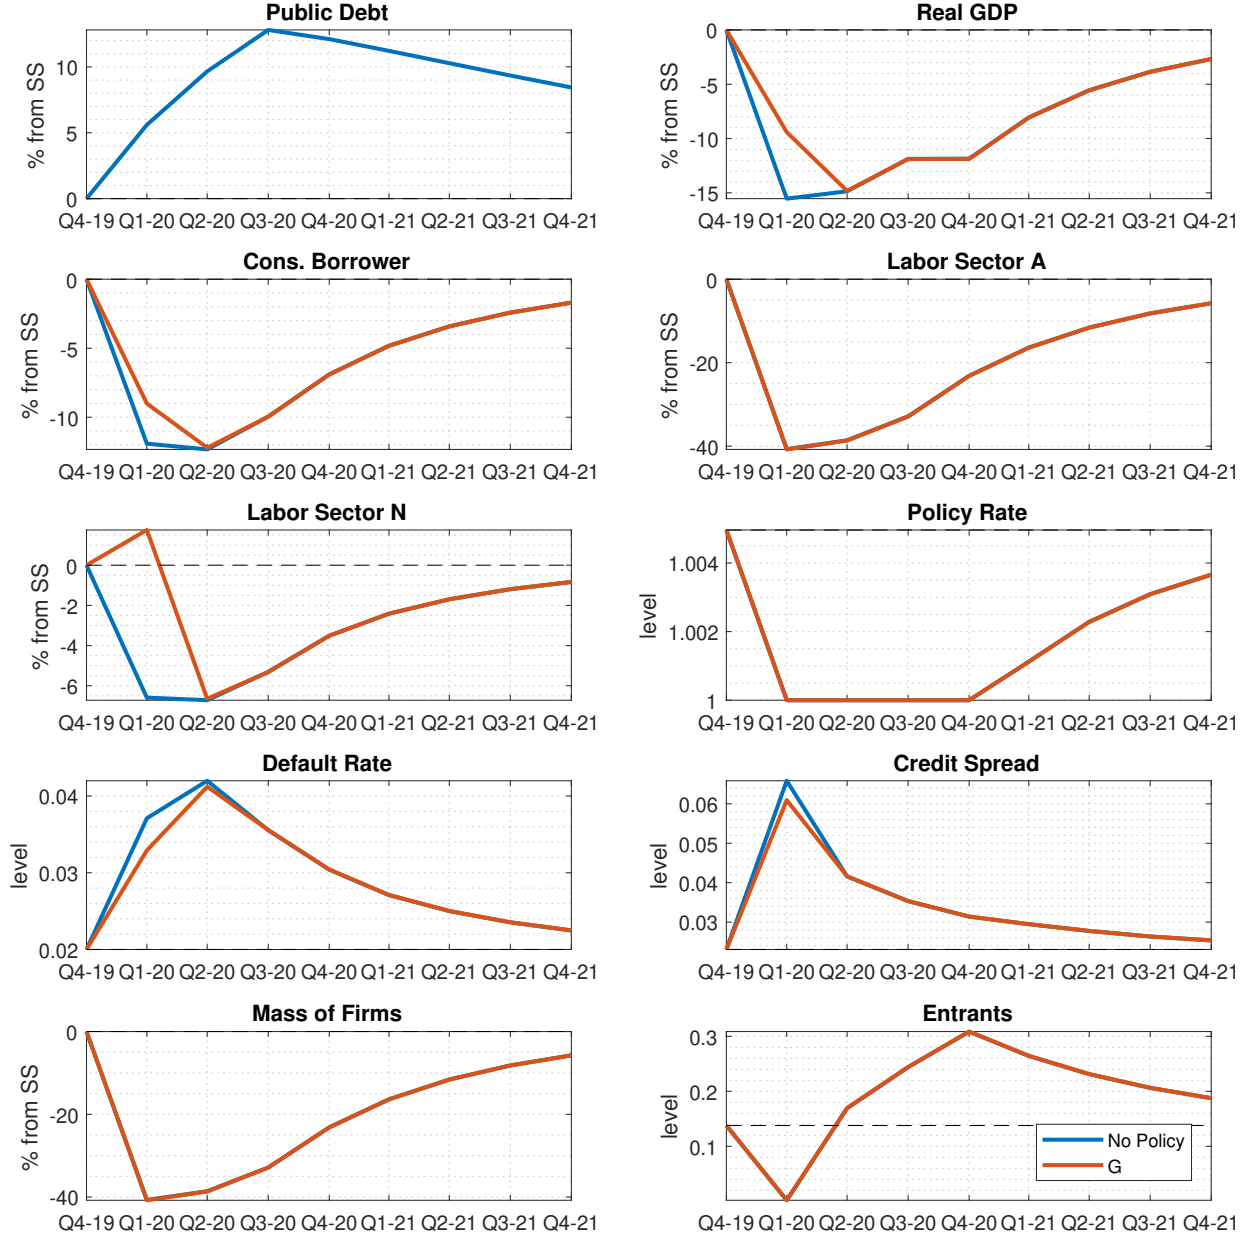 Public Debt
% from SS
10
5
0
Q4-19 Q1-20 Q2-20 Q3-20 Q4-20 Q1-21 Q2-21 Q3-21 Q4-21
Real GDP
% from SS
0
-5
-10
-15
Q4-19 Q1-20 Q2-20 Q3-20 Q4-20 Q1-21 Q2-21 Q3-21 Q4-21
Cons. Borrower
% from SS
0
-5
-10
Q4-19 Q1-20 Q2-20 Q3-20 Q4-20 Q1-21 Q2-21 Q3-21 Q4-21
Labor Sector A
% from SS
0
-20
-40
Q4-19 Q1-20 Q2-20 Q3-20 Q4-20 Q1-21 Q2-21 Q3-21 Q4-21
Labor Sector N
% from SS
0
-2
-4
-6
Q4-19 Q1-20 Q2-20 Q3-20 Q4-20 Q1-21 Q2-21 Q3-21 Q4-21
Policy Rate
level
1.004
1.002
1
Q4-19 Q1-20 Q2-20 Q3-20 Q4-20 Q1-21 Q2-21 Q3-21 Q4-21
Default Rate
level
0.04
0.03
0.02
Q4-19 Q1-20 Q2-20 Q3-20 Q4-20 Q1-21 Q2-21 Q3-21 Q4-21
Credit Spread
level
0.06
0.05
0.04
0.03
Q4-19 Q1-20 Q2-20 Q3-20 Q4-20 Q1-21 Q2-21 Q3-21 Q4-21
Mass of Firms
% from SS
0
-20
-40
Q4-19 Q1-20 Q2-20 Q3-20 Q4-20 Q1-21 Q2-21 Q3-21 Q4-21
Entrants
level
0.3
0.2
0.1
No Policy
G
Q4-19 Q1-20 Q2-20 Q3-20 Q4-20 Q1-21 Q2-21 Q3-21 Q4-21